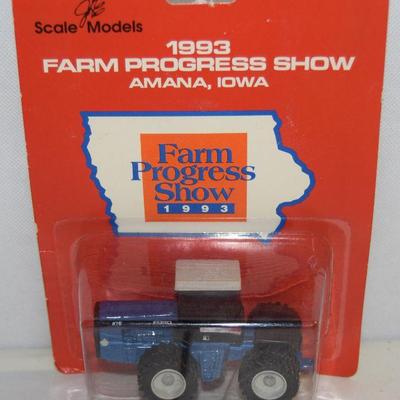 Scale Models
1993
FARM PROGRESS SHOW
AMANA, IOWA
Farm
Progress
Show
1993